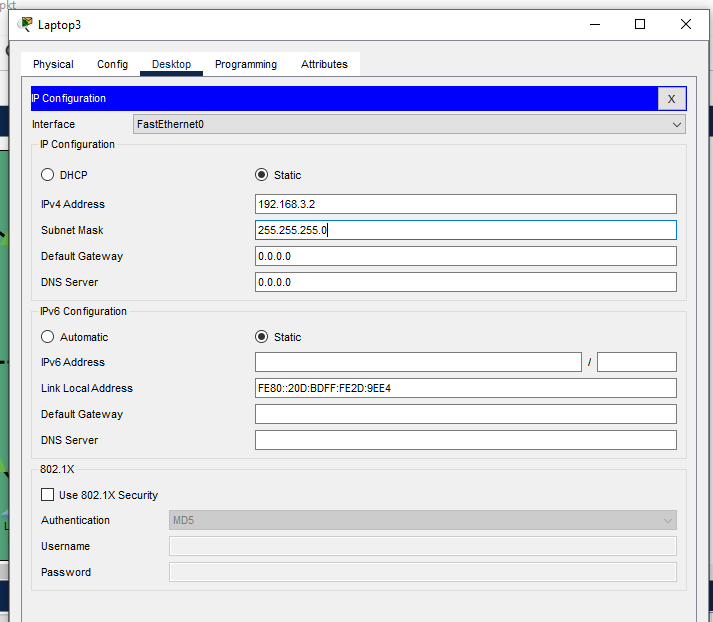 pkt
Laptop3
Physical Config Desktop Programming Attributes
IP Configuration X
Interface FastEthernet0
IP Configuration
DHCP Static
IPv4 Address 192.168.3.2
Subnet Mask 255.255.255.0
Default Gateway 0.0.0.0
DNS Server 0.0.0.0
IPv6 Configuration
Automatic Static
IPv6 Address /
Link Local Address FE80::20D:BDFF:FE2D:9EE4
Default Gateway
DNS Server
802.1X
Use 802.1X Security
Authentication MD5
Username
Password